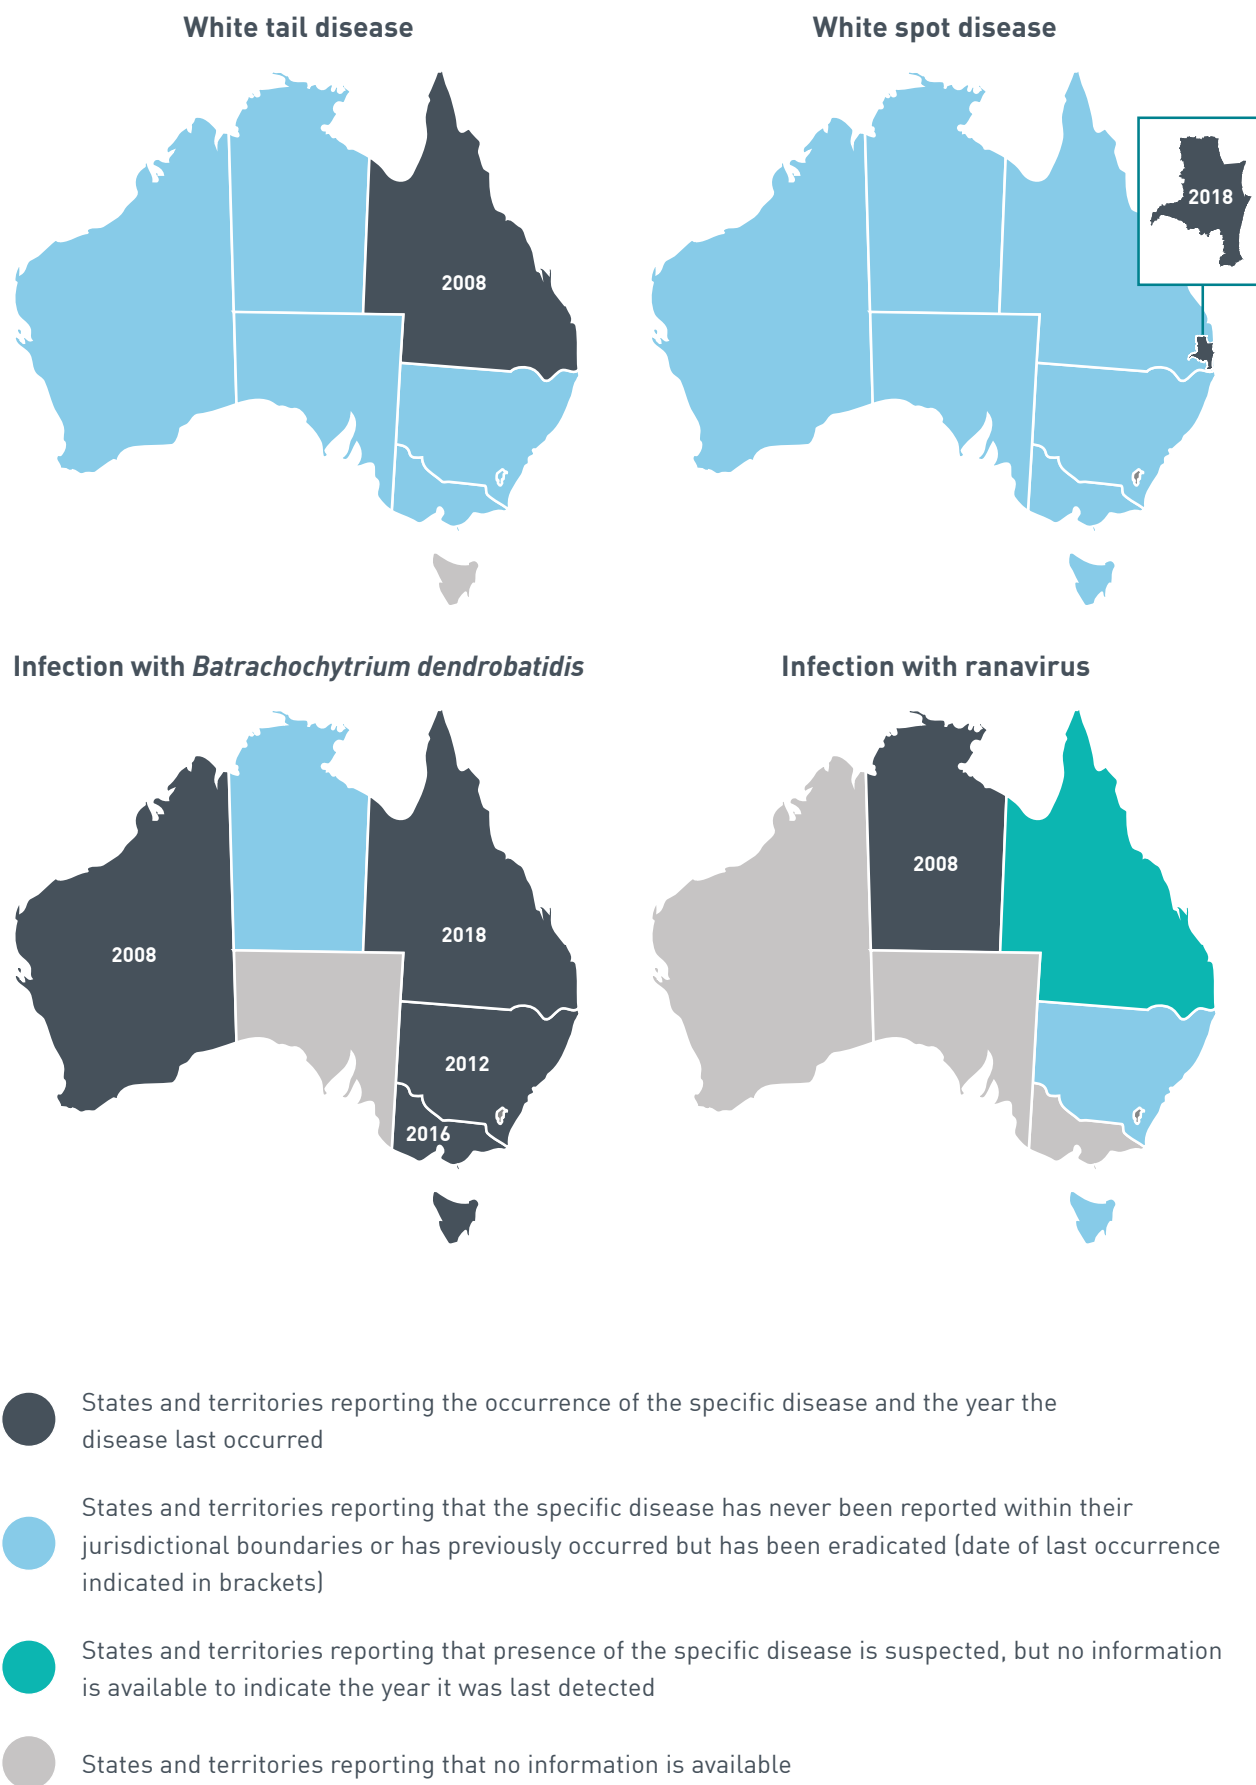 White tail disease
White spot disease
2008
2018
Infection with Batrachochytrium dendrobatidis
Infection with ranavirus
2008
2018
2012
2016
2008
States and territories reporting the occurrence of the specific disease and the year the
disease last occurred
States and territories reporting that the specific disease has never been reported within their
jurisdictional boundaries or has previously occurred but has been eradicated (date of last occurrence
indicated in brackets)
States and territories reporting that presence of the specific disease is suspected, but no information
is available to indicate the year it was last detected
States and territories reporting that no information is available